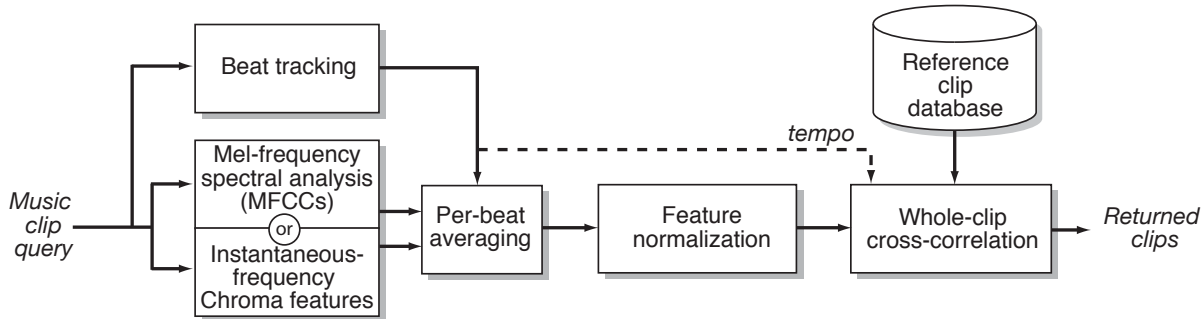 Music
clip
query
Beat tracking
Mel-frequency
spectral analysis
(MFCCs)
or
Instantaneous-
frequency
Chroma features
Per-beat
averaging
Feature
normalization
tempo
Reference
clip
database
Whole-clip
cross-correlation
Returned
clips